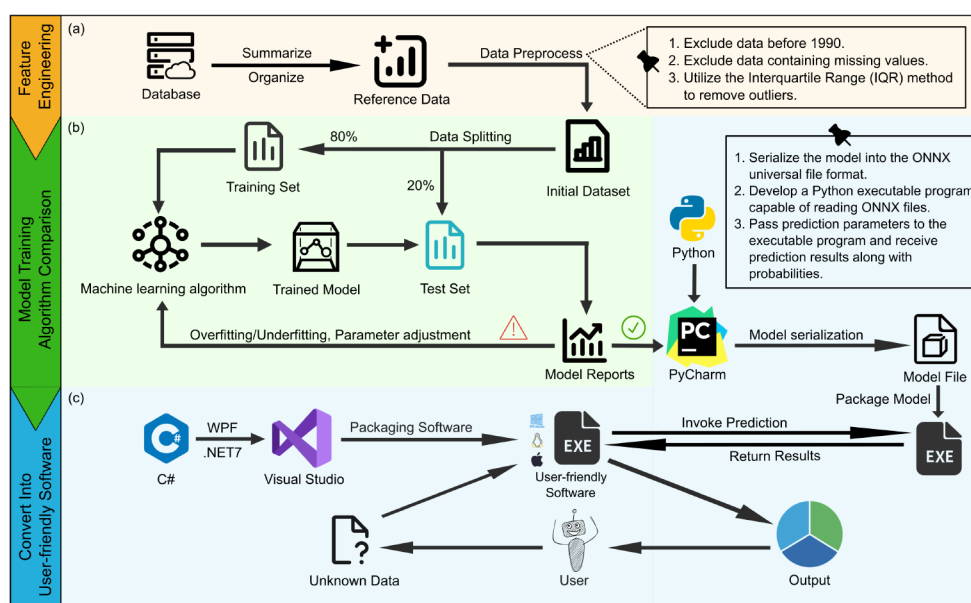 Feature
Engineering
(a)
Database
Summarize
Organize
Reference Data
Data Preprocess
1. Exclude data before 1990.
2. Exclude data containing missing values.
3. Utilize the Interquartile Range (IQR) method
to remove outliers.
Model Training
Algorithm Comparison
(b)
80%
Data Splitting
Training Set
20%
Initial Dataset
Machine learning algorithm
Trained Model
Test Set
Overfitting/Underfitting, Parameter adjustment
Model Reports
Python
1. Serialize the model into the ONNX
universal file format.
2. Develop a Python executable program
capable of reading ONNX files.
3. Pass prediction parameters to the
executable program and receive
prediction results along with
probabilities.
PC
PyCharm
Model serialization
Model File
Package Model
Convert Into
User-friendly Software
(c)
C#
C#
WPF
.NET7
Visual Studio
Packaging Software
EXE
User-friendly
Software
Invoke Prediction
Return Results
EXE
Unknown Data
User
Output